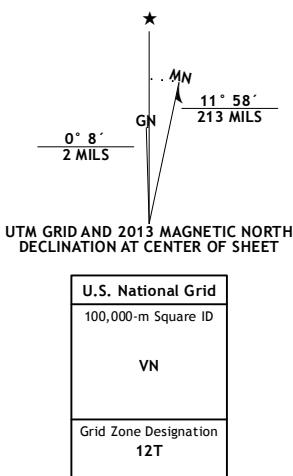 ★
MN
GN
11° 58´
213 MILS
0° 8´
2 MILS
UTM GRID AND 2013 MAGNETIC NORTH
DECLINATION AT CENTER OF SHEET
U.S. National Grid
100,000-m Square ID
VN
Grid Zone Designation
12T